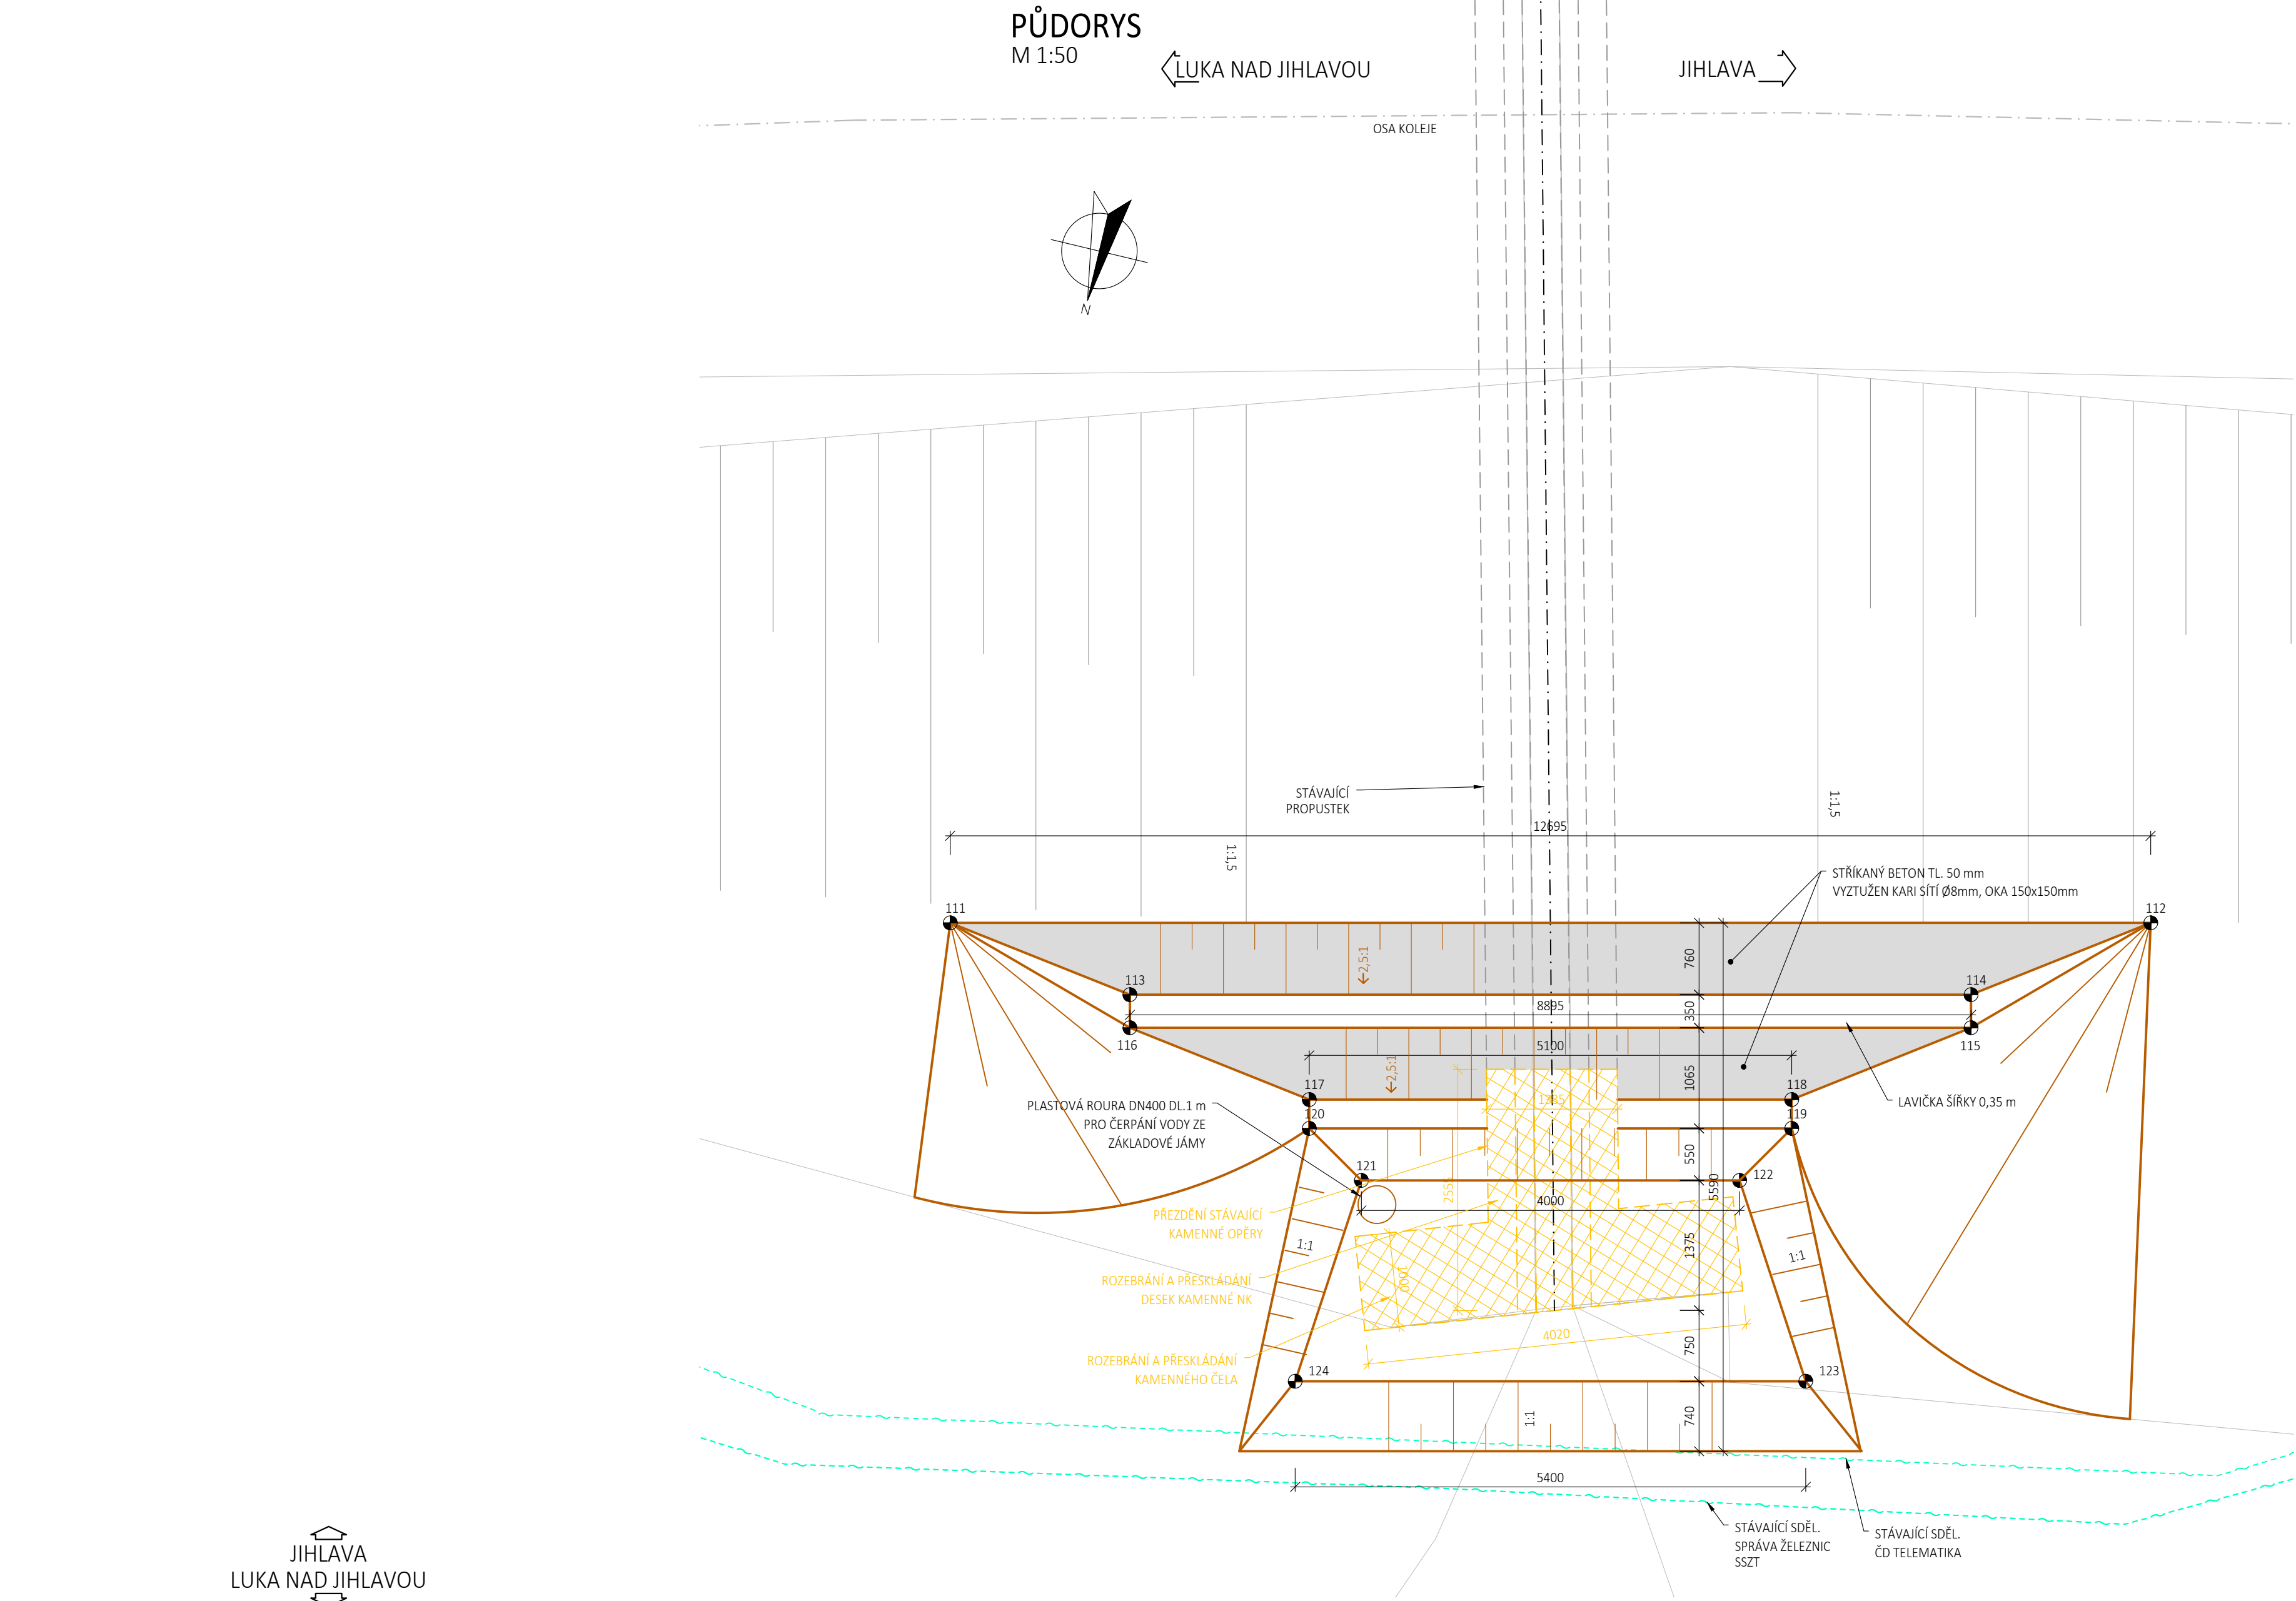 PŮDORYS
M 1:50
LUKA NAD JIHLAVOU
JIHLAVA
OSA KOLEJE
N
STÁVAJÍCÍ
PROPUSTEK
1:1,5
12695
1:1,5
STŘÍKANÝ BETON TL. 50 mm
VYZTUŽEN KARI SÍTÍ Ø8mm, OKA 150x150mm
111
112
760
2,5:1
113
114
350
8895
116
115
5100
2,5:1
1065
117
118
LAVIČKA ŠÍŘKY 0,35 m
PLASTOVÁ ROURA DN400 DL.1 m
PRO ČERPÁNÍ VODY ZE
ZÁKLADOVÉ JÁMY
120
119
550
121
122
2555
5590
4000
PŘEZDĚNÍ STÁVAJÍCÍ
KAMENNÉ OPĚRY
1:1
1375
1:1
1000
ROZEBRÁNÍ A PŘESKLÁDÁNÍ
DESEK KAMENNÉ NK
4020
750
ROZEBRÁNÍ A PŘESKLÁDÁNÍ
KAMENNÉHO ČELA
124
123
1:1
740
5400
STÁVAJÍCÍ SDĚL.
SPRÁVA ŽELEZNIC
SSZT
STÁVAJÍCÍ SDĚL.
ČD TELEMATIKA
JIHLAVA
LUKA NAD JIHLAVOU